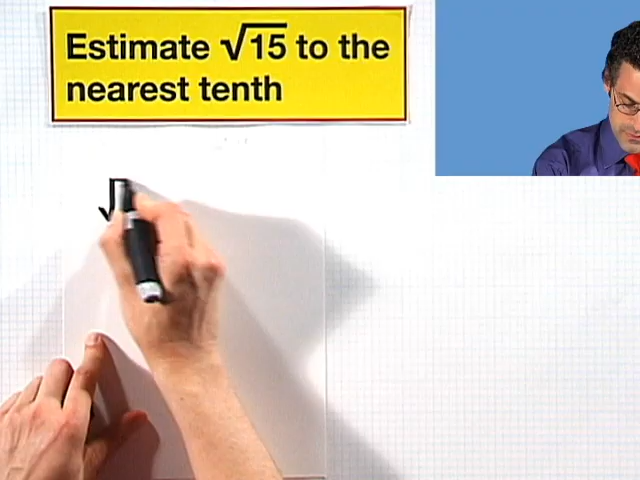 Estimate √15 to the
nearest tenth
√